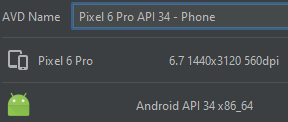 AVD Name Pixel 6 Pro API 34 - Phone
Pixel 6 Pro 6.7 1440x3120 560dpi
Android API 34 x86_64